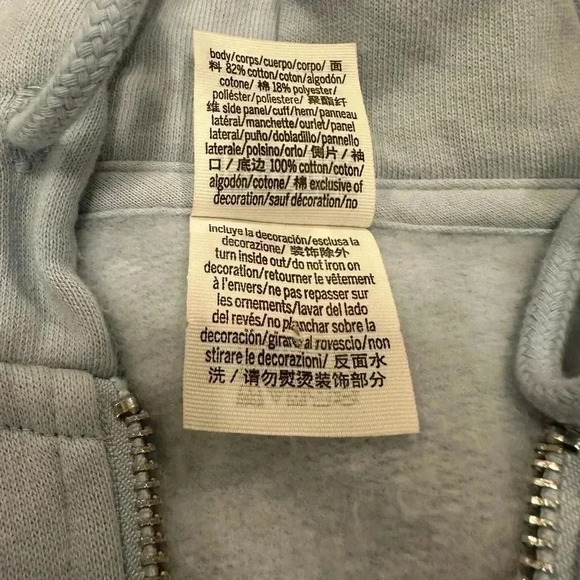 body/corps/cuerpo/corpo/ 面
料 82% cotton/coton/algodón/
cotone/ 棉 18% polyester/
poliéster/poliestere/ 聚酯纤
维 side panel/cuff/hem/panneau
latéral/manchette/ourlet/panel
lateral/puño/dobladillo/pannello
laterale/polsino/orlo/ 侧片 / 袖
口 / 底边 100% cotton/coton/
algodón/cotone/ 棉 exclusive of
decoration/sauf décoration/no
incluye la decoración/esclusa la
decorazione/ 装饰除外
turn inside out/do not iron on
decoration/retourner le vêtement
à l'envers/ne pas repasser sur
les ornements/lavar del lado
del revés/no planchar sobre la
decoración/girare al rovescio/non
stirare le decorazioni/ 反面水
洗 / 请勿熨烫装饰部分